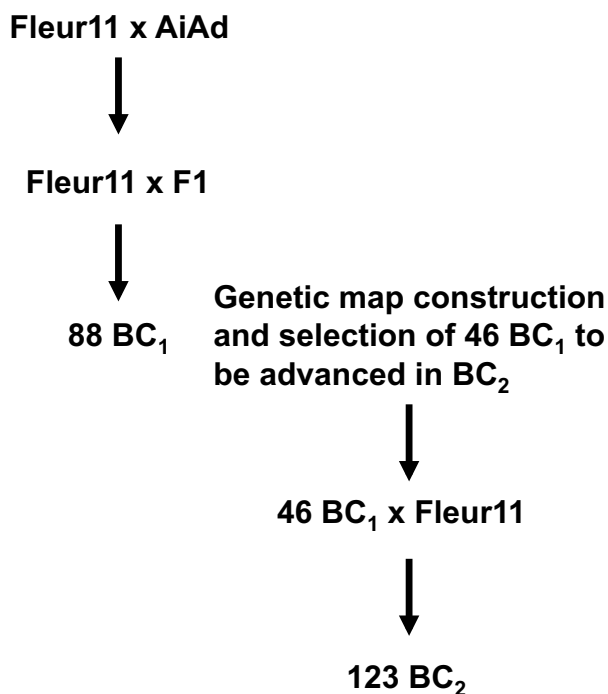 Fleur11 x AiAd
Fleur11 x F1
88 BC₁
Genetic map construction
and selection of 46 BC₁ to
be advanced in BC₂
46 BC₁ x Fleur11
123 BC₂